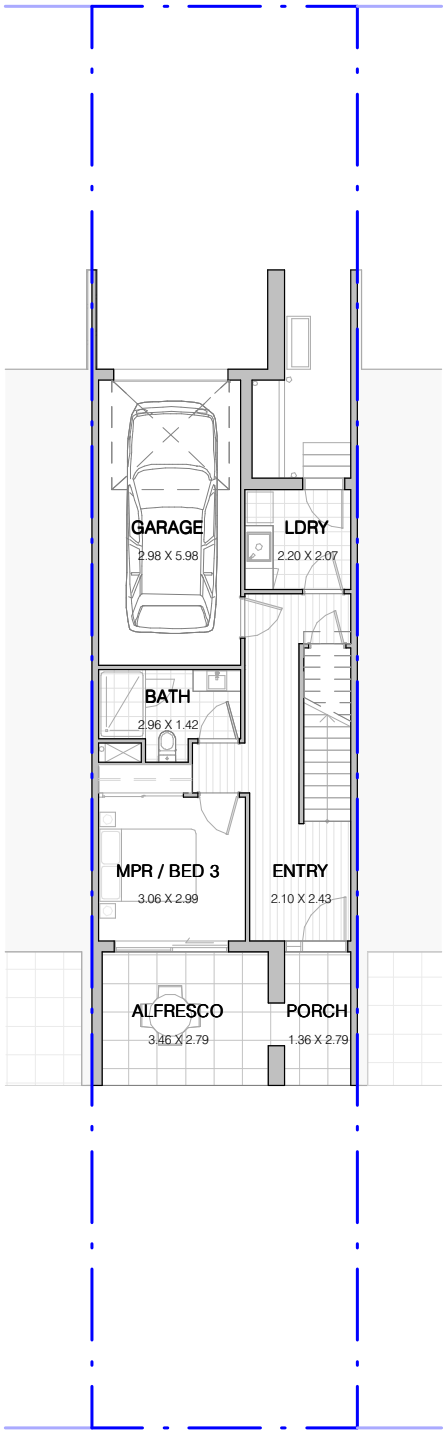 GARAGE
2.98 X 5.98
LDRY
2.20 X 2.07
BATH
2.96 X 1.42
MPR / BED 3
3.06 X 2.99
ENTRY
2.10 X 2.43
ALFRESCO
3.46 X 2.79
PORCH
1.36 X 2.79